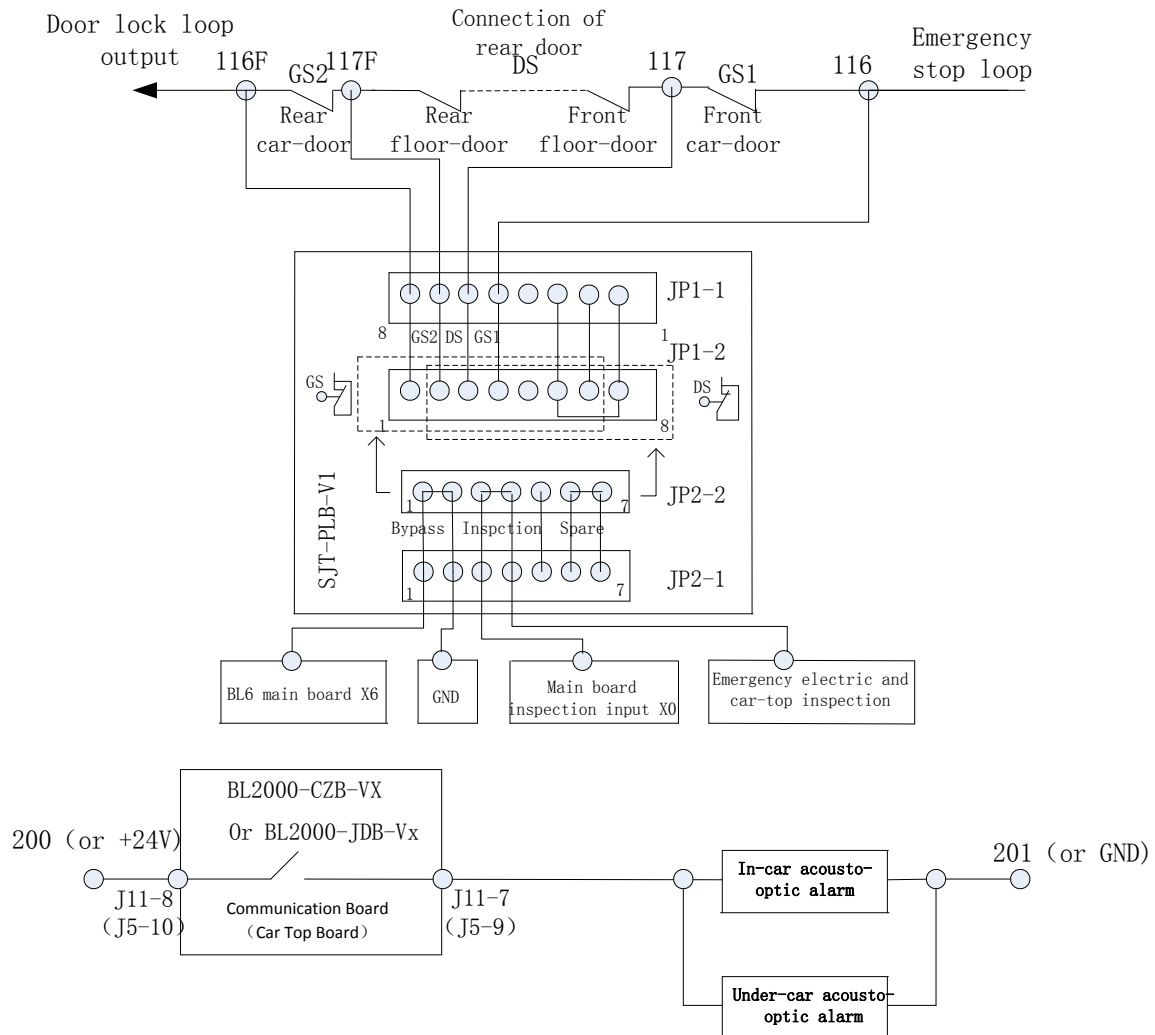 Door lock loop
output
Connection of
rear door
DS
Emergency
stop loop
116F
GS2
117F
117
GS1
116
Rear
car-door
Rear
floor-door
Front
floor-door
Front
car-door
JP1-1
8
GS2
DS
GS1
1
JP1-2
GS
DS
1
8
SJT-PLB-V1
1
7
JP2-2
Bypass
Inspction
Spare
1
7
JP2-1
BL6 main board X6
GND
Main board
inspection input X0
Emergency electric and
car-top inspection
BL2000-CZB-VX
Or BL2000-JDB-Vx
200 (or +24V)
J11-8
(J5-10)
Communication Board
(Car Top Board)
J11-7
(J5-9)
In-car acousto-
optic alarm
201 (or GND)
Under-car acousto-
optic alarm